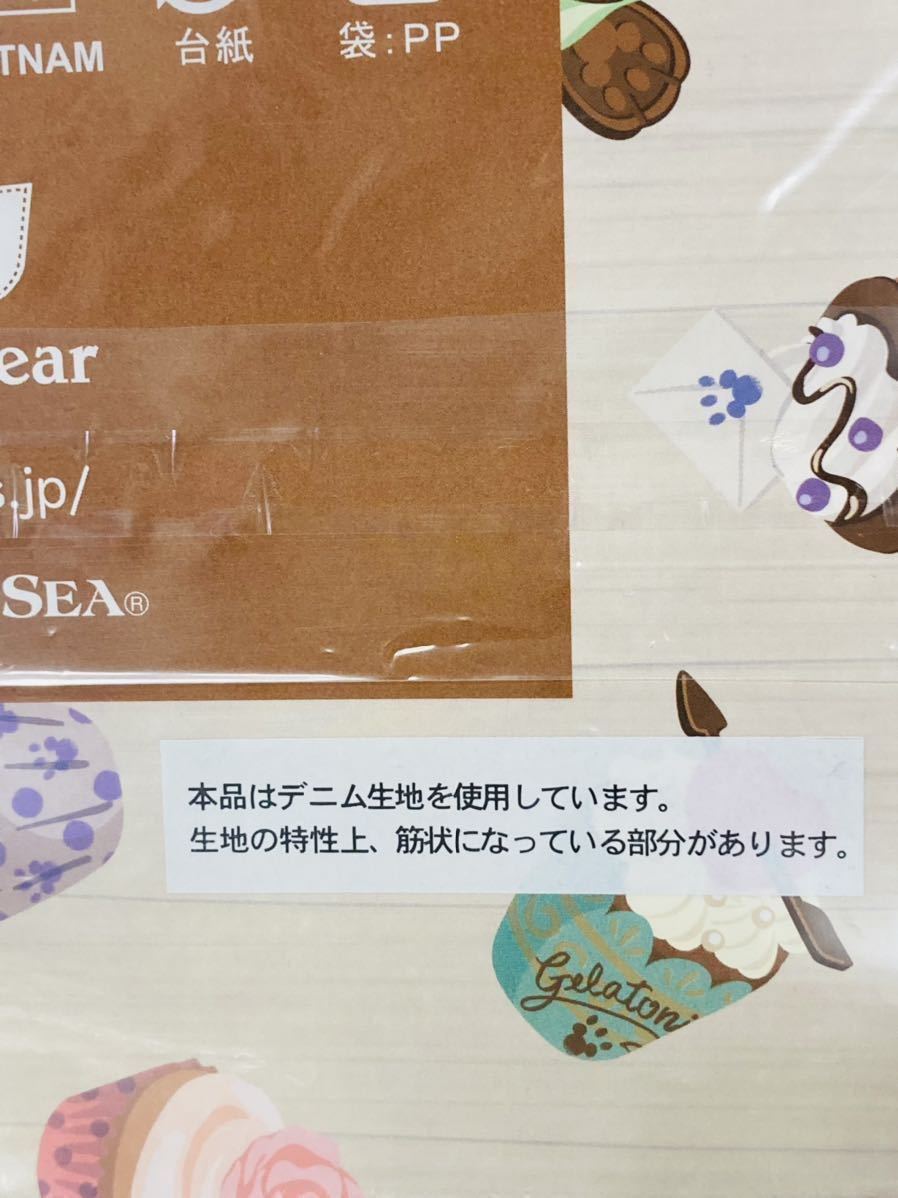 TNAM
台紙
袋:PP
ear
s.jp/
SEA®
本品はデニム生地を使用しています。
生地の特性上、筋状になっている部分があります。
Gelatoni